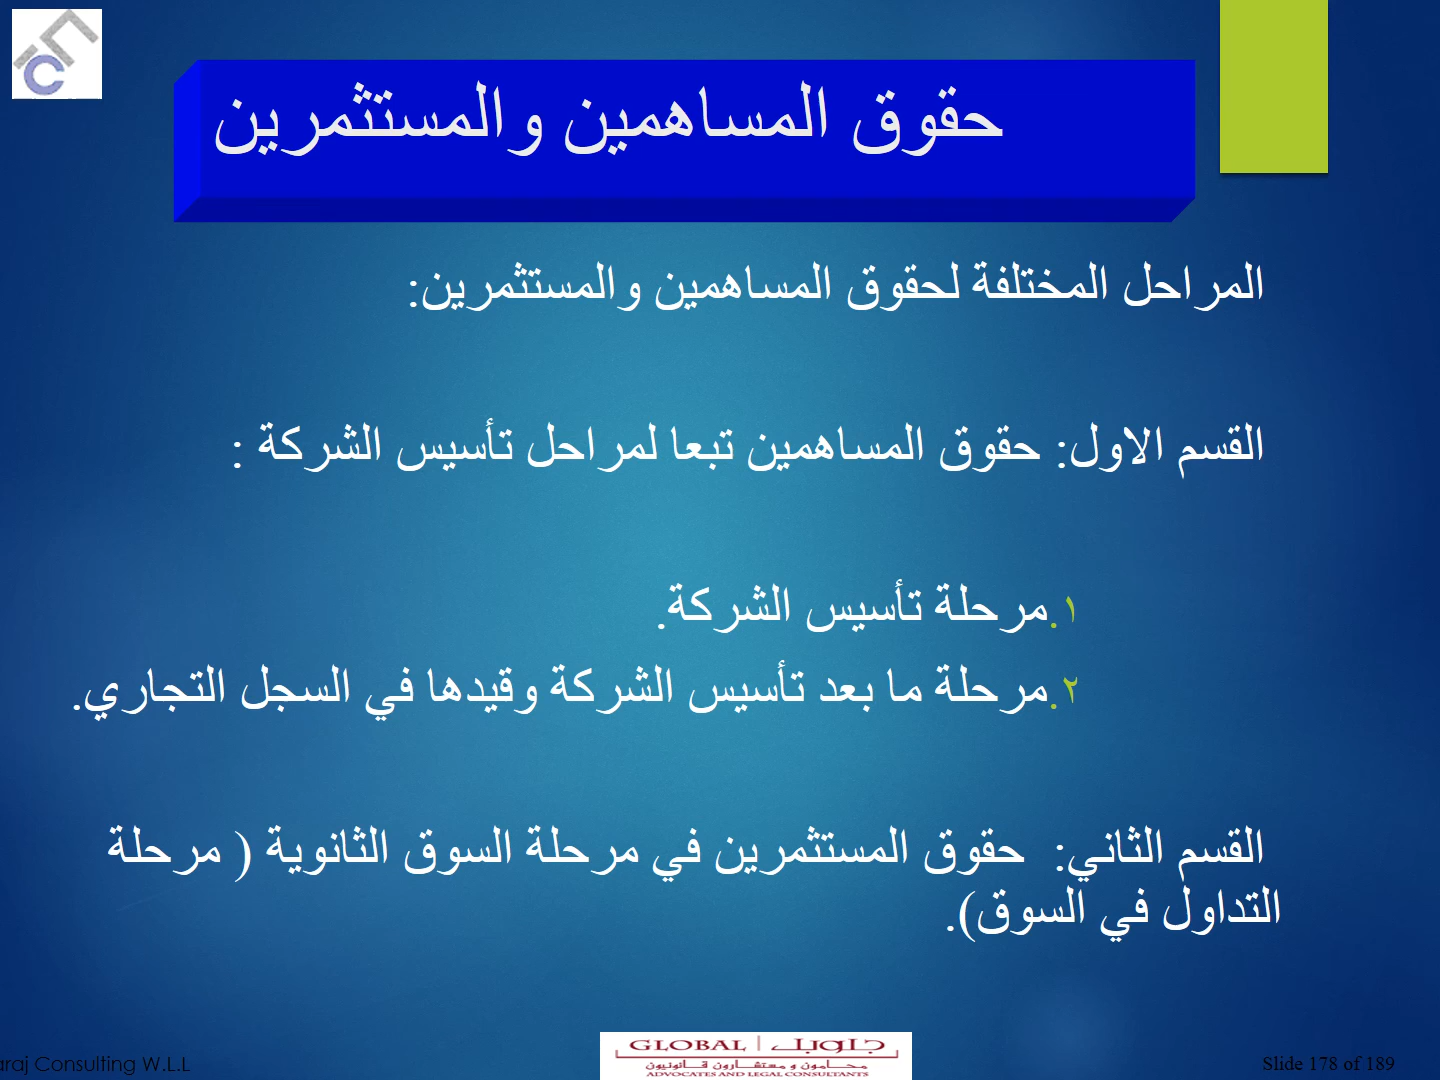 حقوق المساهمين والمستثمرين
المراحل المختلفة لحقوق المساهمين والمستثمرين:
القسم الاول: حقوق المساهمين تبعا لمراحل تأسيس الشركة :
١.مرحلة تأسيس الشركة.
٢.مرحلة ما بعد تأسيس الشركة وقيدها في السجل التجاري.
القسم الثاني:  حقوق المستثمرين في مرحلة السوق الثانوية ( مرحلة
التداول في السوق).
GLOBAL | جلوبل
محامون و مستشارون قانونيون
ADVOCATES AND LEGAL CONSULTANTS
Consulting W.L.L
Slide 178 of 189